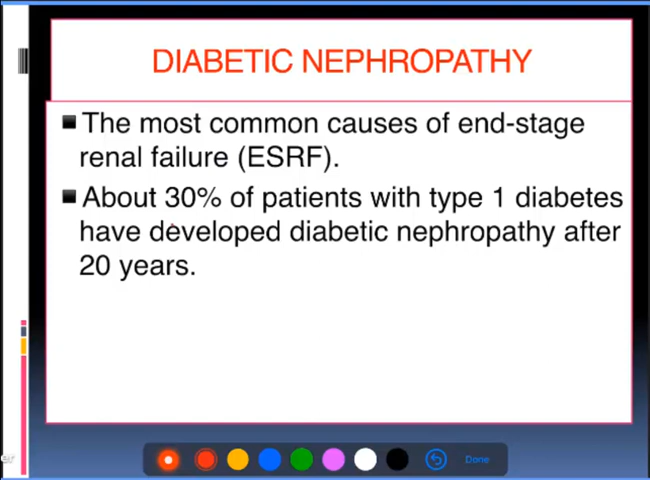 DIABETIC NEPHROPATHY
The most common causes of end-stage
renal failure (ESRF).
About 30% of patients with type 1 diabetes
have developed diabetic nephropathy after
20 years.
er
Done